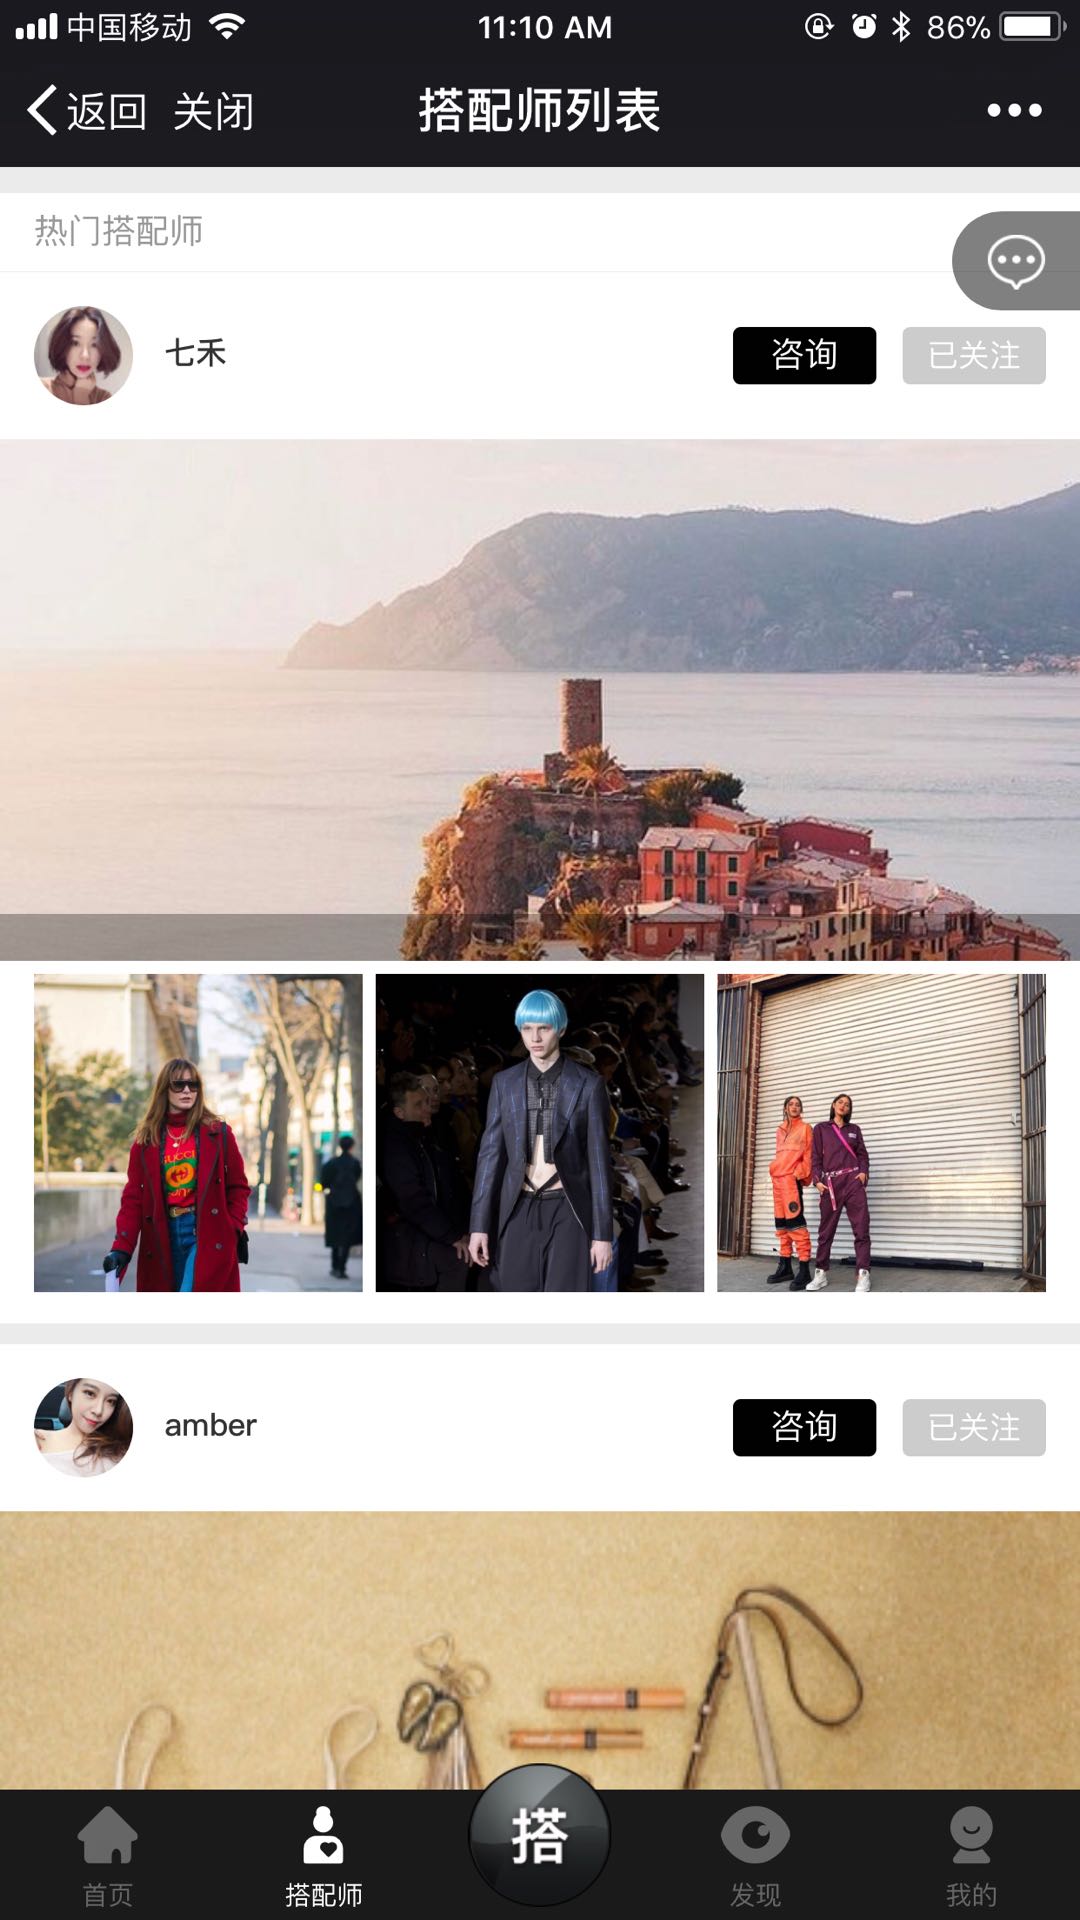 中国移动 11:10 AM 86%
返回 关闭 搭配师列表
热门搭配师
七禾 咨询 已关注
GUCCI
amber 咨询 已关注
搭
首页 搭配师 发现 我的